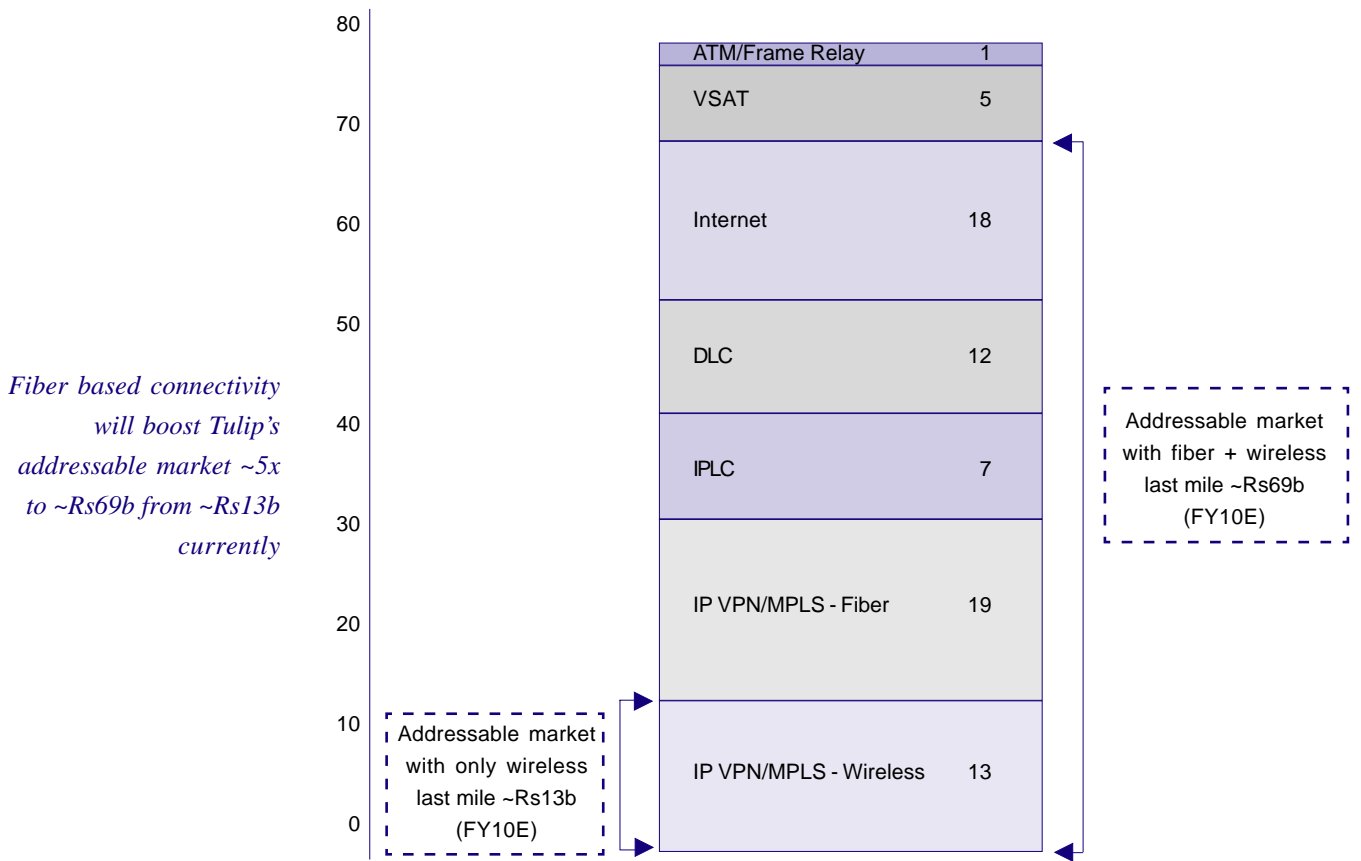 80
70
60
50
40
30
20
10
0
Fiber based connectivity
will boost Tulip's
addressable market ~5x
to ~Rs69b from ~Rs13b
currently
ATM/Frame Relay 1
VSAT 5
Internet 18
DLC 12
IPLC 7
IP VPN/MPLS - Fiber 19
IP VPN/MPLS - Wireless 13
Addressable market
with only wireless
last mile ~Rs13b
(FY10E)
Addressable market
with fiber + wireless
last mile ~Rs69b
(FY10E)